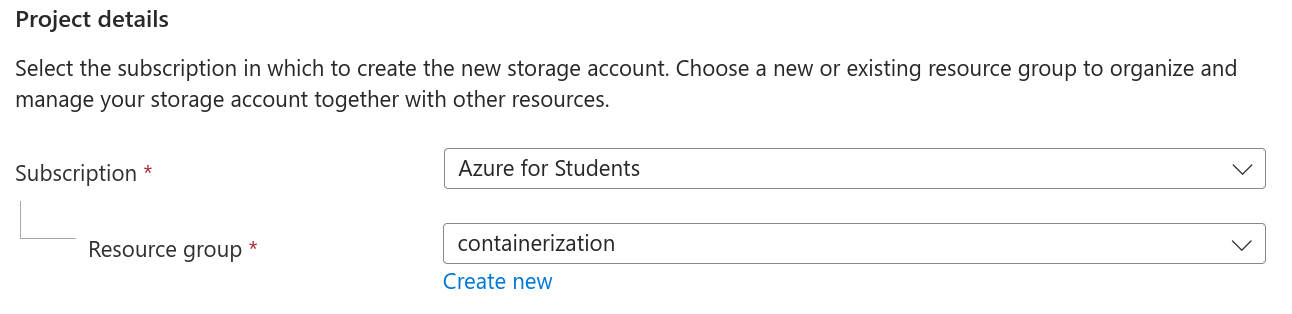 Project details
Select the subscription in which to create the new storage account. Choose a new or existing resource group to organize and
manage your storage account together with other resources.
Subscription *
Azure for Students
Resource group *
containerization
Create new